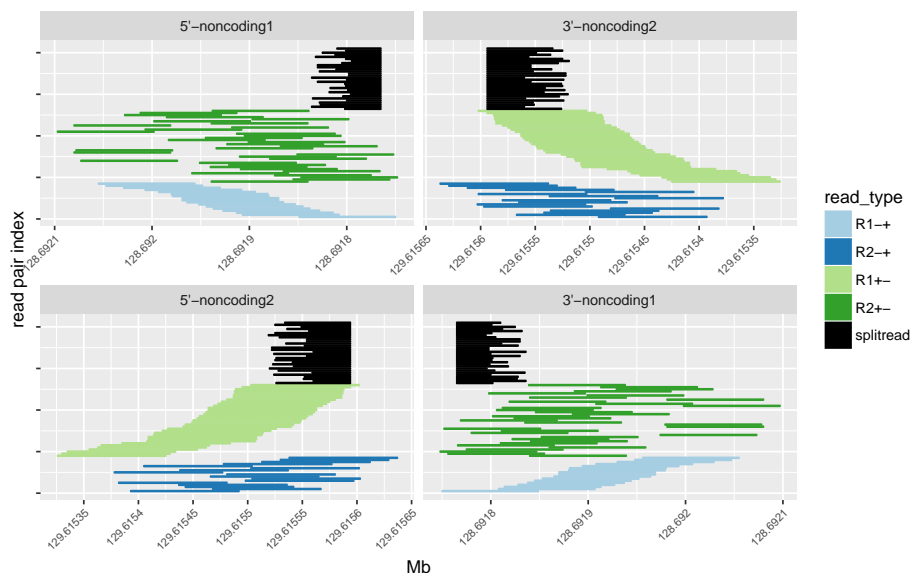 5'−noncoding1
3'−noncoding2
128.6921
128.692
128.6919
128.6918
129.61565
129.6156
129.61555
129.6155
129.61545
129.6154
129.61535
read pair index
5'−noncoding2
3'−noncoding1
129.61535
129.6154
129.61545
129.6155
129.61555
129.6156
129.61565
128.6918
128.6919
128.692
128.6921
Mb
read_type
R1−+
R2−+
R1+−
R2+−
splitread